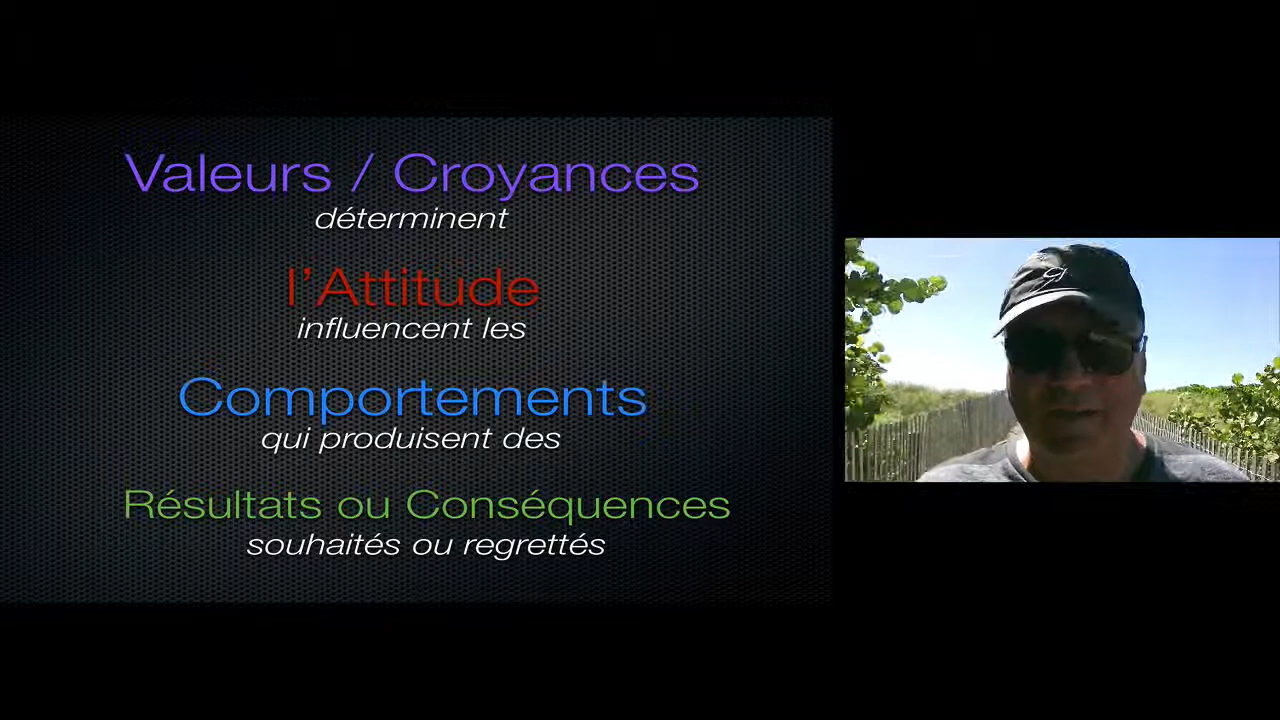 Valeurs / Croyances
déterminent
l'Attitude
influencent les
Comportements
qui produisent des
Résultats ou Conséquences
souhaités ou regrettés